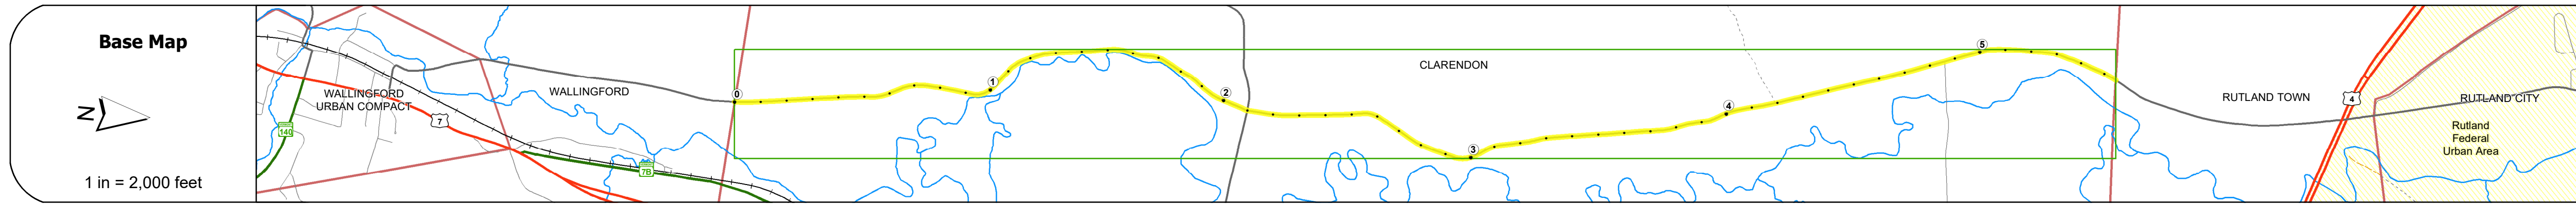 Base Map
N
1 in = 2,000 feet
140
WALLINGFORD
URBAN COMPACT
7
WALLINGFORD
7B
0
1
2
CLARENDON
3
4
5
RUTLAND TOWN
4
RUTLAND CITY
Rutland
Federal
Urban Area